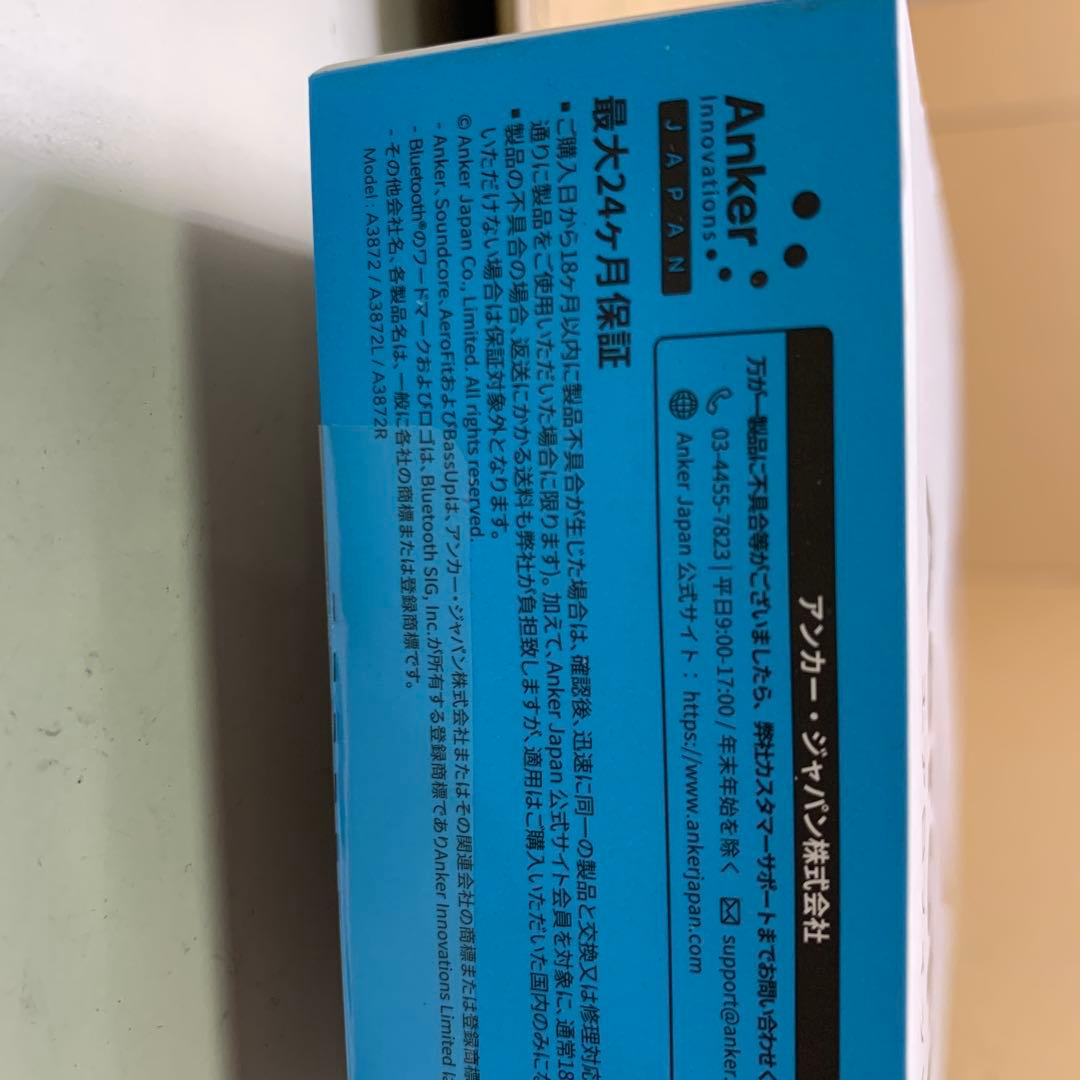 Anker
Innovations
JAPAN
アンカー・ジャパン株式会社
万が一製品に不具合等がございましたら、弊社カスタマーサポートまでお問い合わせく
03-4455-7823 | 平日9:00-17:00 / 年末年始を除く support@anker.
Anker Japan 公式サイト： https://www.ankerjapan.com
最大24ヶ月保証
▪ ご購入日から18ヶ月以内に製品不具合が生じた場合は、確認後、迅速に同一の製品と交換又は修理対応
通りに製品をご使用いただいた場合に限ります)。加えて、Anker Japan 公式サイト会員を対象に、通常18
▪ 製品の不具合の場合、返送にかかる送料も弊社が負担致しますが、適用はご購入いただいた国内のみにな
いただけない場合は保証対象外となります。
© Anker Japan Co., Limited. All rights reserved.
- Anker、Soundcore、AeroFitおよびBassUpは、アンカー・ジャパン株式会社またはその関連会社の商標または登録商標
- Bluetooth®のワードマークおよびロゴは、Bluetooth SIG, Inc.が所有する登録商標でありAnker Innovations Limited は
- その他会社名、各製品名は、一般に各社の商標または登録商標です。
Model : A3872 / A3872L / A3872R